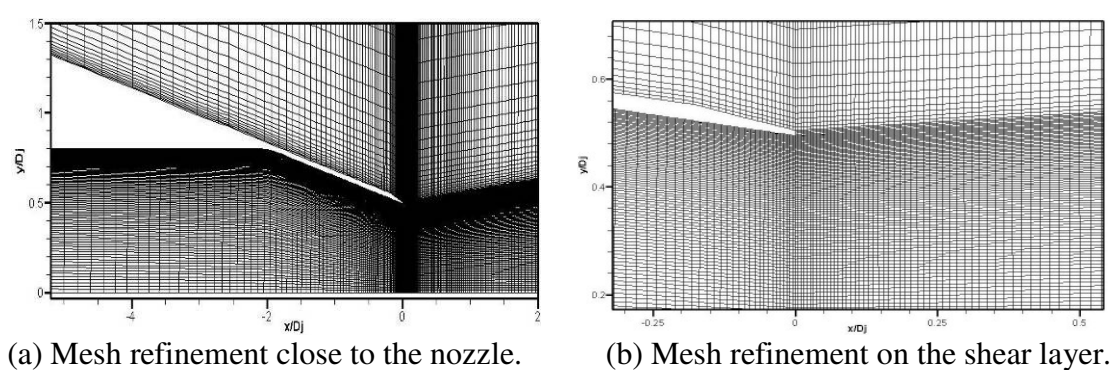 1.5
1
0.5
0
y/Dj
-4
-2
0
2
x/Dj
0.6
0.4
0.2
y/Dj
-0.25
0
0.25
0.5
x/Dj
(a) Mesh refinement close to the nozzle.
(b) Mesh refinement on the shear layer.